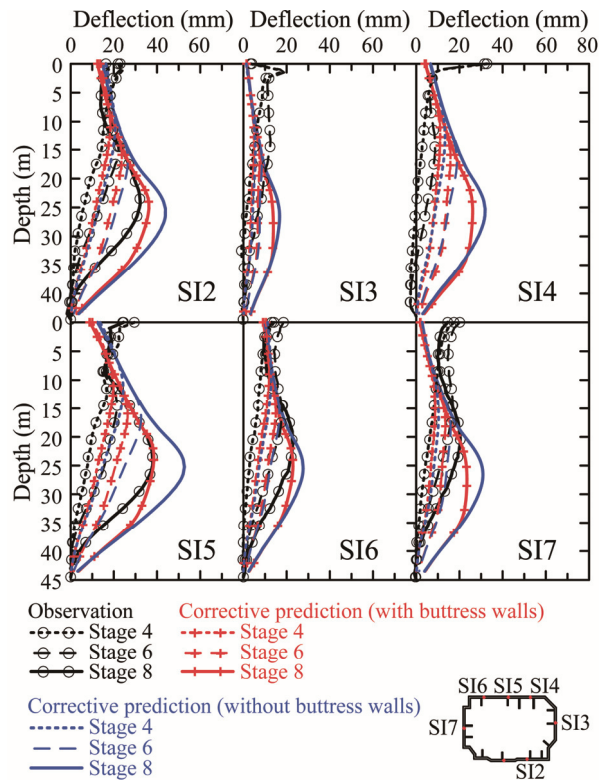 Deflection (mm) Deflection (mm) Deflection (mm)
0 20 40 60 0 20 40 60 0 20 40 60 80
Depth (m)
0
5
10
15
20
25
30
35
40
SI2 SI3 SI4
Depth (m)
0
5
10
15
20
25
30
35
40
45
SI5 SI6 SI7
Observation Corrective prediction (with buttress walls)
Stage 4 Stage 4
Stage 6 Stage 6
Stage 8 Stage 8
Corrective prediction (without buttress walls)
Stage 4
Stage 6
Stage 8
SI6 SI5 SI4
SI7 SI3
SI2